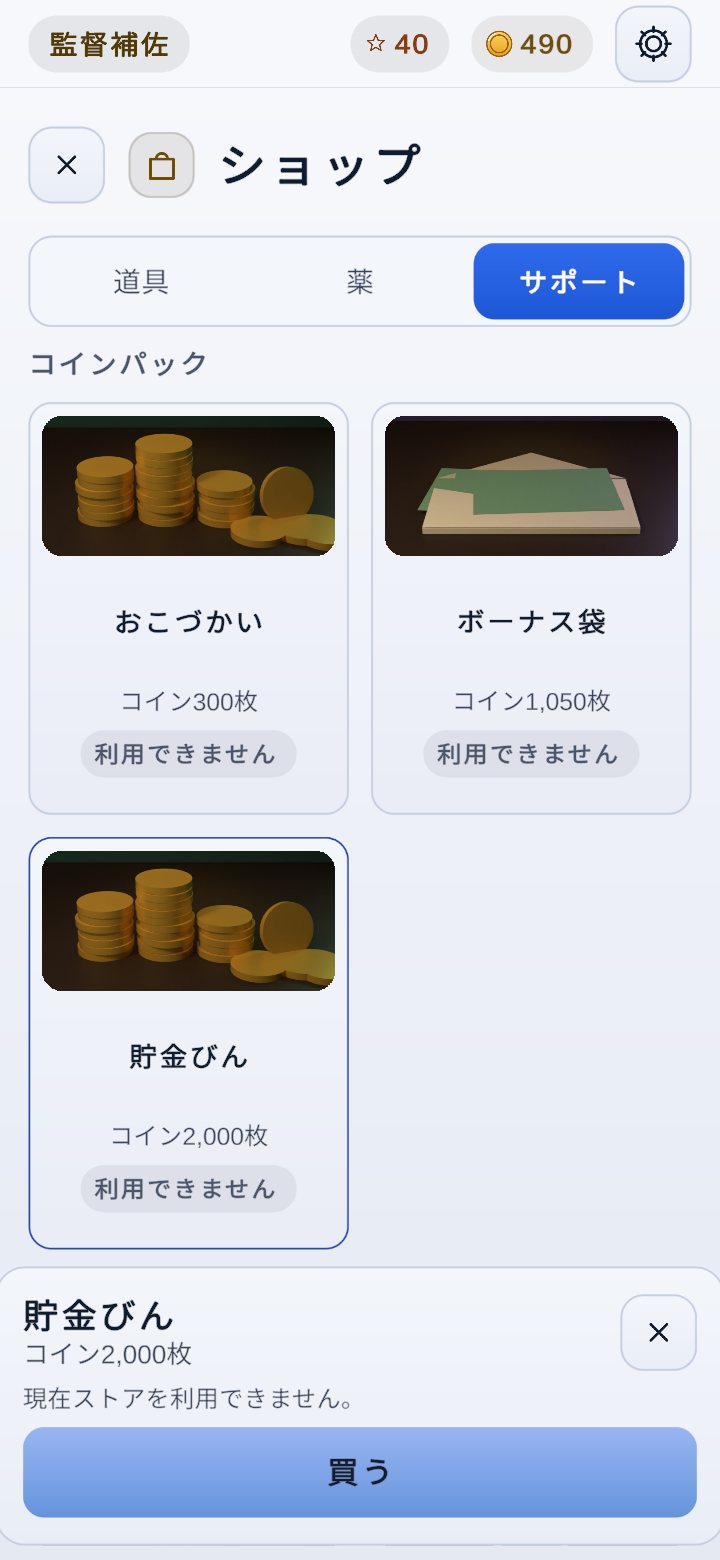 監督補佐
40
490
ショップ
道具
薬
サポート
コインパック
おこづかい
コイン300枚
利用できません
ボーナス袋
コイン1,050枚
利用できません
貯金びん
コイン2,000枚
利用できません
貯金びん
コイン2,000枚
現在ストアを利用できません。
買う